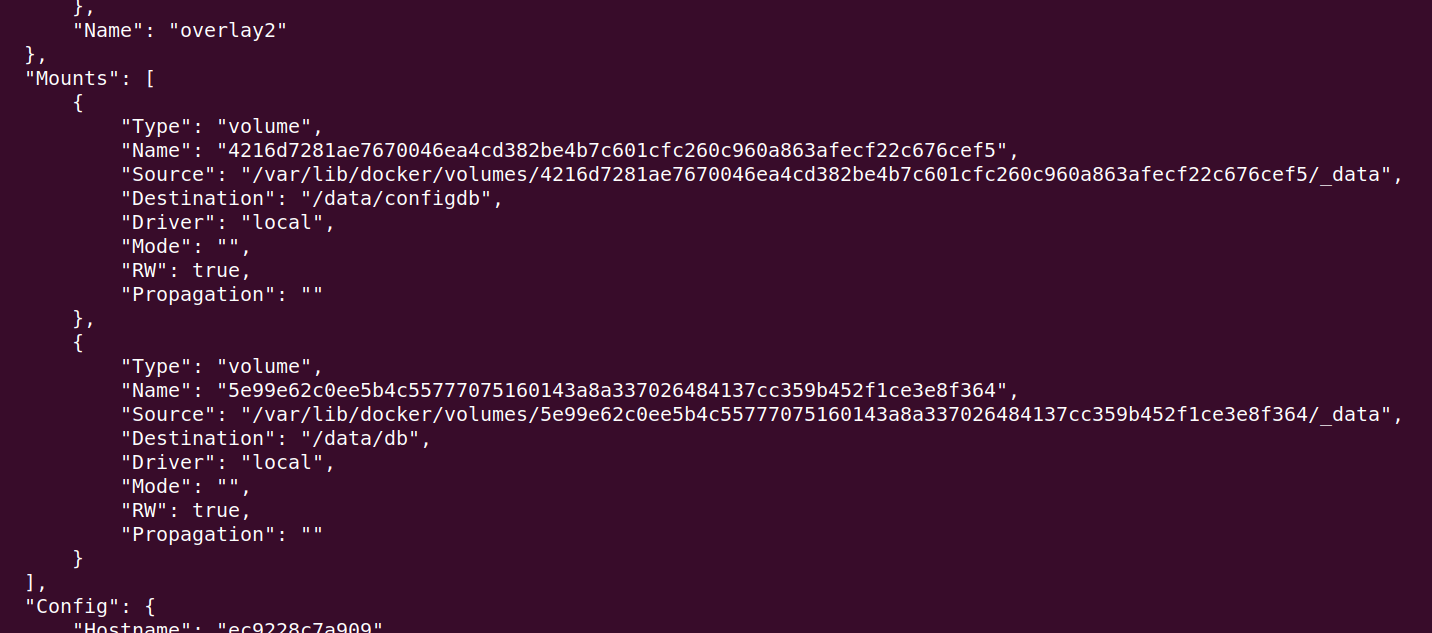 },
"Name": "overlay2"
},
"Mounts": [
{
"Type": "volume",
"Name": "4216d7281ae7670046ea4cd382be4b7c601cfc260c960a863afecf22c676cef5",
"Source": "/var/lib/docker/volumes/4216d7281ae7670046ea4cd382be4b7c601cfc260c960a863afecf22c676cef5/_data",
"Destination": "/data/configdb",
"Driver": "local",
"Mode": "",
"RW": true,
"Propagation": ""
},
{
"Type": "volume",
"Name": "5e99e62c0ee5b4c55777075160143a8a337026484137cc359b452f1ce3e8f364",
"Source": "/var/lib/docker/volumes/5e99e62c0ee5b4c55777075160143a8a337026484137cc359b452f1ce3e8f364/_data",
"Destination": "/data/db",
"Driver": "local",
"Mode": "",
"RW": true,
"Propagation": ""
}
],
"Config": {
"Hostname": "ec9228c7a909"